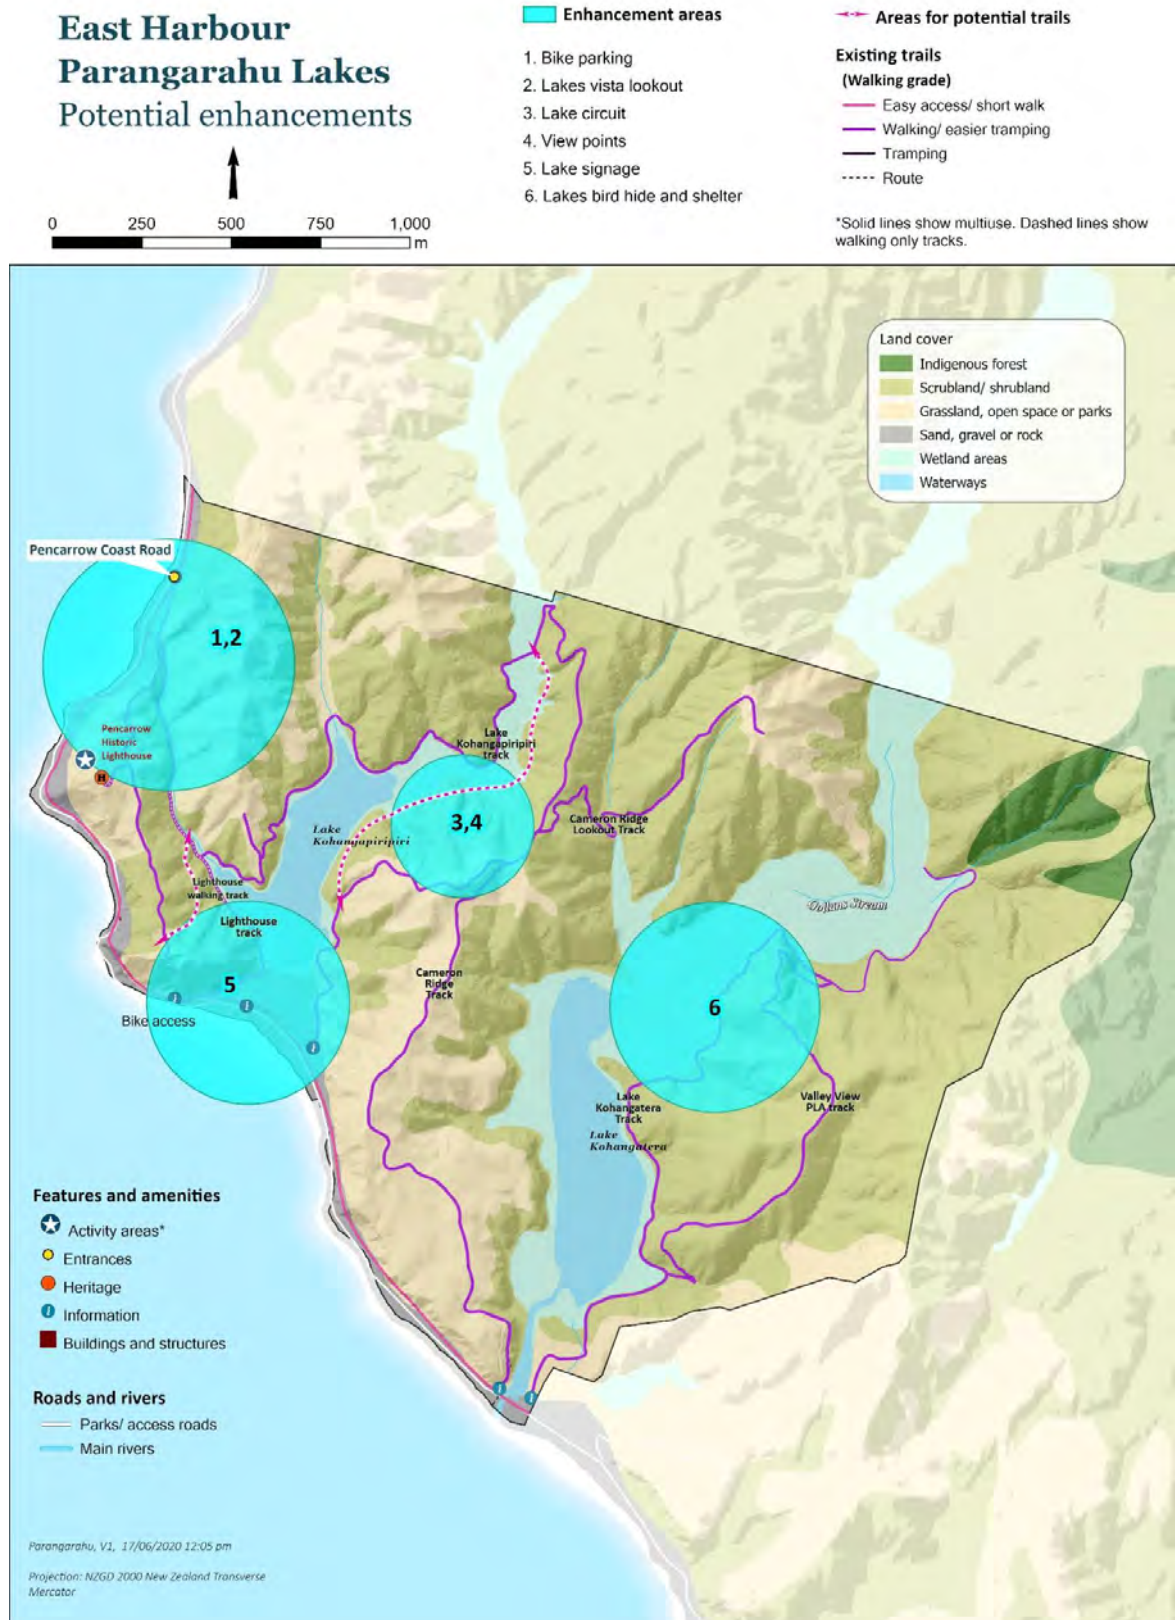 East Harbour
Parangarahu Lakes
Potential enhancements
0 250 500 750 1,000
m
Enhancement areas
1. Bike parking
2. Lakes vista lookout
3. Lake circuit
4. View points
5. Lake signage
6. Lakes bird hide and shelter
Areas for potential trails
Existing trails
(Walking grade)
Easy access/ short walk
Walking/ easier tramping
Tramping
Route
*Solid lines show multiuse. Dashed lines show
walking only tracks.
Land cover
Indigenous forest
Scrubland/ shrubland
Grassland, open space or parks
Sand, gravel or rock
Wetland areas
Waterways
Pencarrow Coast Road
1,2
Pencarrow
Historic
Lighthouse
H
Lake
Kohangapiripiri
track
3,4
Lake
Kohangapiripiri
Cameron Ridge
Lookout Track
Lighthouse
walking track
Lighthouse
track
Gollans Stream
Cameron
Ridge
Track
5
Bike access
6
Lake
Kohangatera
Track
Valley View
PLA track
Lake
Kohangatera
Features and amenities
Activity areas*
Entrances
Heritage
Information
Buildings and structures
Roads and rivers
Parks/ access roads
Main rivers
Parangarahu, V1, 17/06/2020 12:05 pm
Projection: NZGD 2000 New Zealand Transverse
Mercator